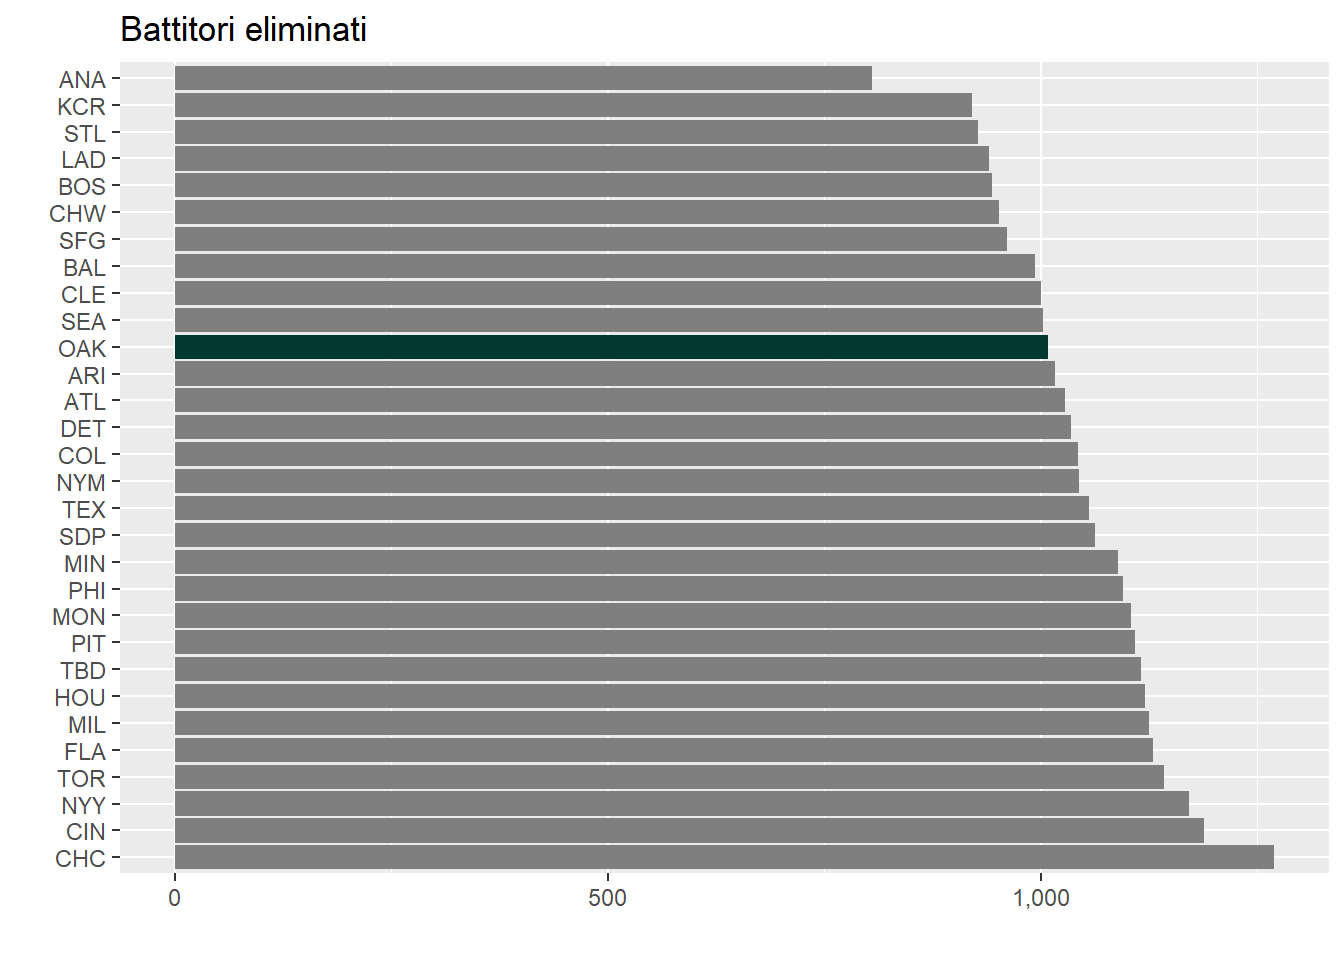 Battitori eliminati
ANA
KCR
STL
LAD
BOS
CHW
SFG
BAL
CLE
SEA
OAK
ARI
ATL
DET
COL
NYM
TEX
SDP
MIN
PHI
MON
PIT
TBD
HOU
MIL
FLA
TOR
NYY
CIN
CHC
0 500 1,000